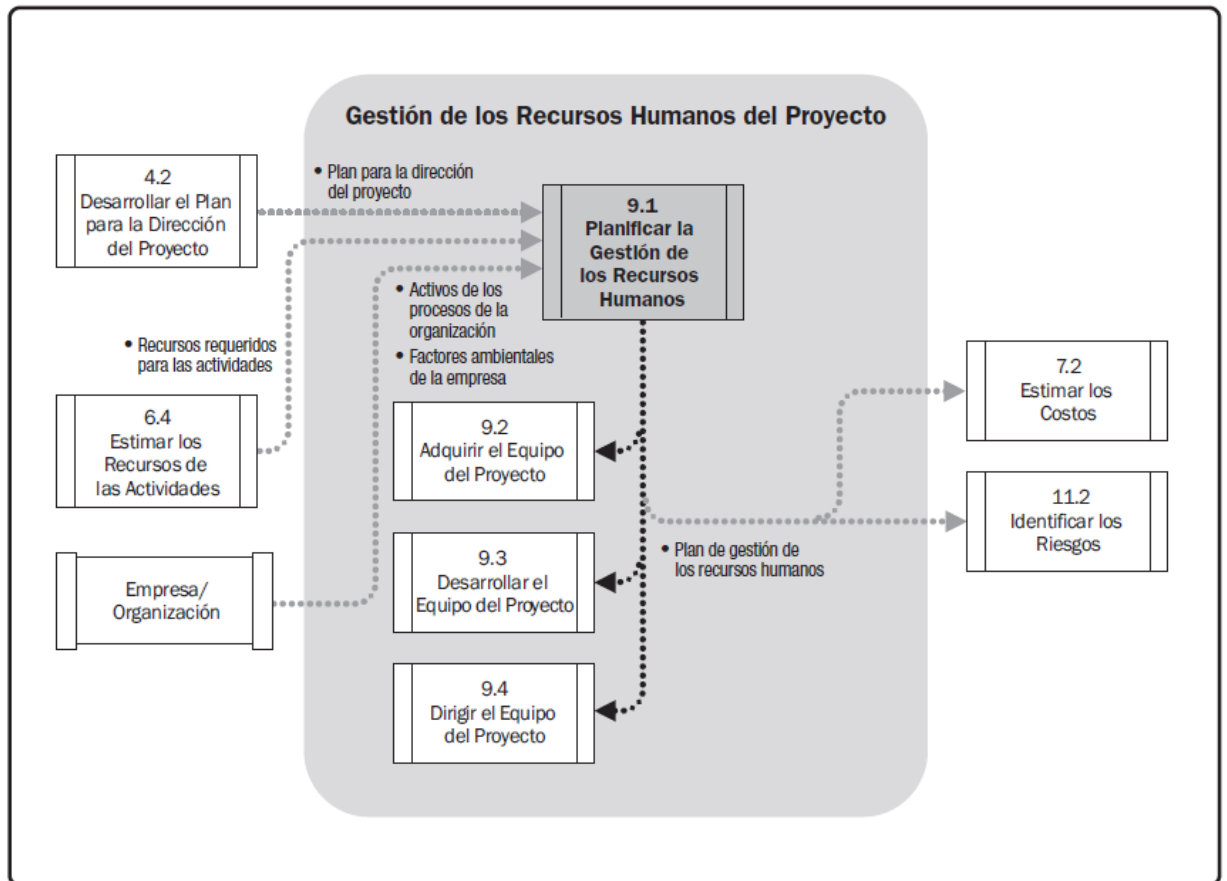 Gestión de los Recursos Humanos del Proyecto
4.2
Desarrollar el Plan
para la Dirección
del Proyecto
• Plan para la dirección
del proyecto
9.1
Planificar la
Gestión de
los Recursos
Humanos
• Activos de los
procesos de la
organización
• Factores ambientales
de la empresa
• Recursos requeridos
para las actividades
6.4
Estimar los
Recursos de
las Actividades
9.2
Adquirir el Equipo
del Proyecto
7.2
Estimar los
Costos
11.2
Identificar los
Riesgos
• Plan de gestión de
los recursos humanos
Empresa/
Organización
9.3
Desarrollar el
Equipo del Proyecto
9.4
Dirigir el Equipo
del Proyecto